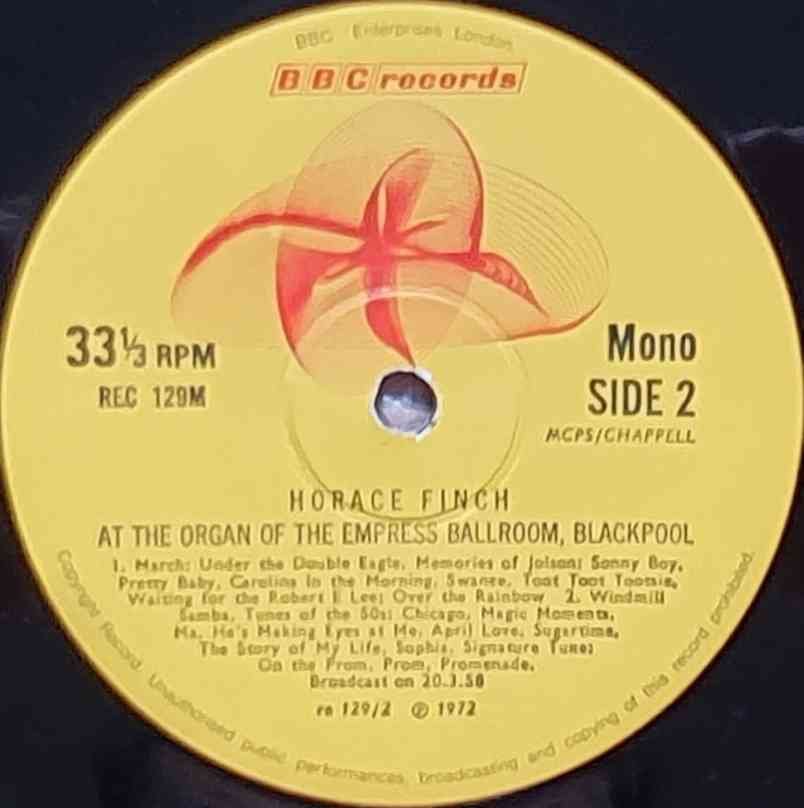 BBC Enterprises London
BBC records
33⅓ RPM
REC 129M
Mono
SIDE 2
MCPS/CHAPPELL
HORACE FINCH
AT THE ORGAN OF THE EMPRESS BALLROOM, BLACKPOOL
1. March: Under the Double Eagle, Memories of Jolson: Sonny Boy,
Pretty Baby, Carolina In the Morning, Swanee, Toot Toot Tootsie,
Waiting for the Robert E Lee; Over the Rainbow 2. Windmill
Samba, Tunes of the 50s: Chicago, Magic Moments,
Ma, He's Making Eyes at Me, April Love, Sugartime,
The Story of My Life, Sophia, Signature Tune:
On the Prom, Prom, Promenade.
Broadcast on 20.3.58
re 129/2 ℗ 1972
Copyright Record. Unauthorised public performances, broadcasting and copying of this record prohibited.